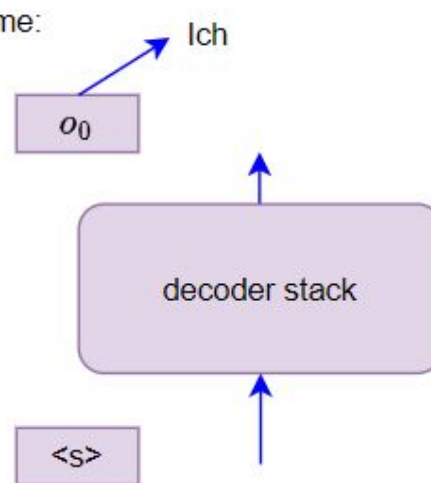 me:
Ich
o₀
decoder stack
<s>